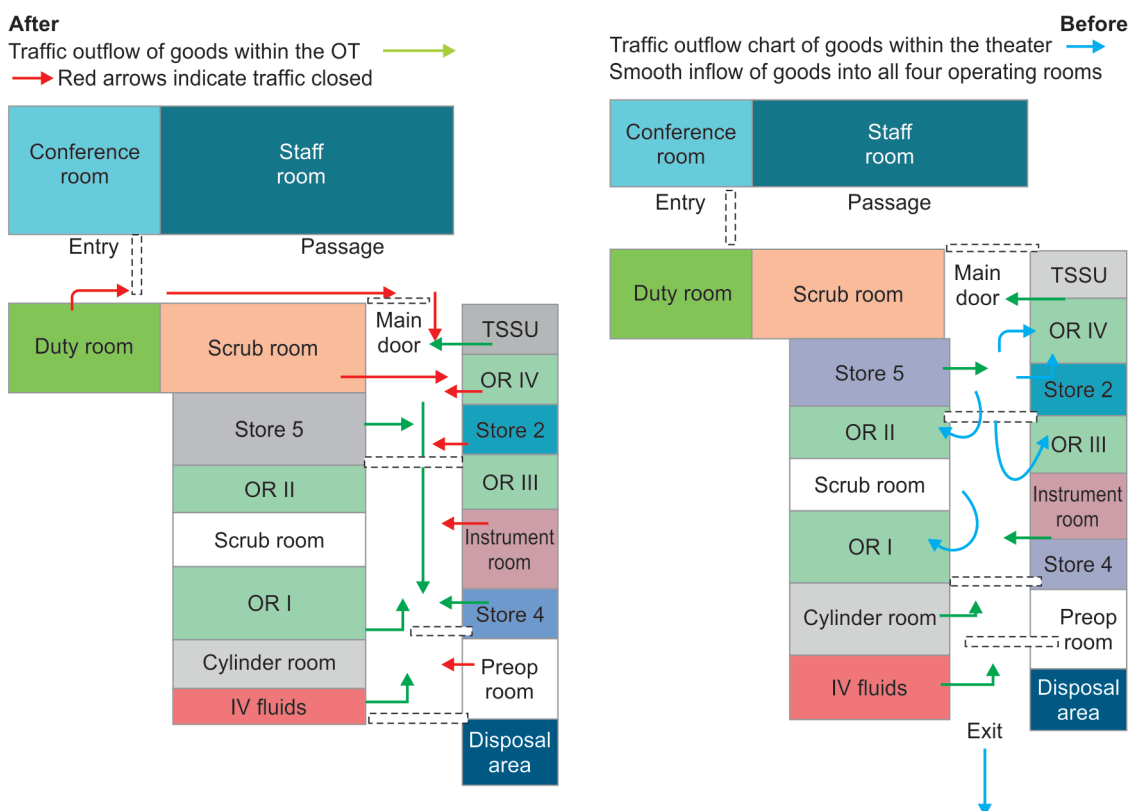 After
Traffic outflow of goods within the OT
Red arrows indicate traffic closed
Conference
room
Staff
room
Entry
Passage
Duty room
Scrub room
Main
door
TSSU
OR IV
Store 5
Store 2
OR II
OR III
Scrub room
Instrument
room
OR I
Store 4
Cylinder room
Preop
room
IV fluids
Disposal
area
Before
Traffic outflow chart of goods within the theater
Smooth inflow of goods into all four operating rooms
Conference
room
Staff
room
Entry
Passage
Duty room
Scrub room
Main
door
TSSU
OR IV
Store 5
Store 2
OR II
OR III
Scrub room
Instrument
room
OR I
Store 4
Cylinder room
Preop
room
IV fluids
Disposal
area
Exit